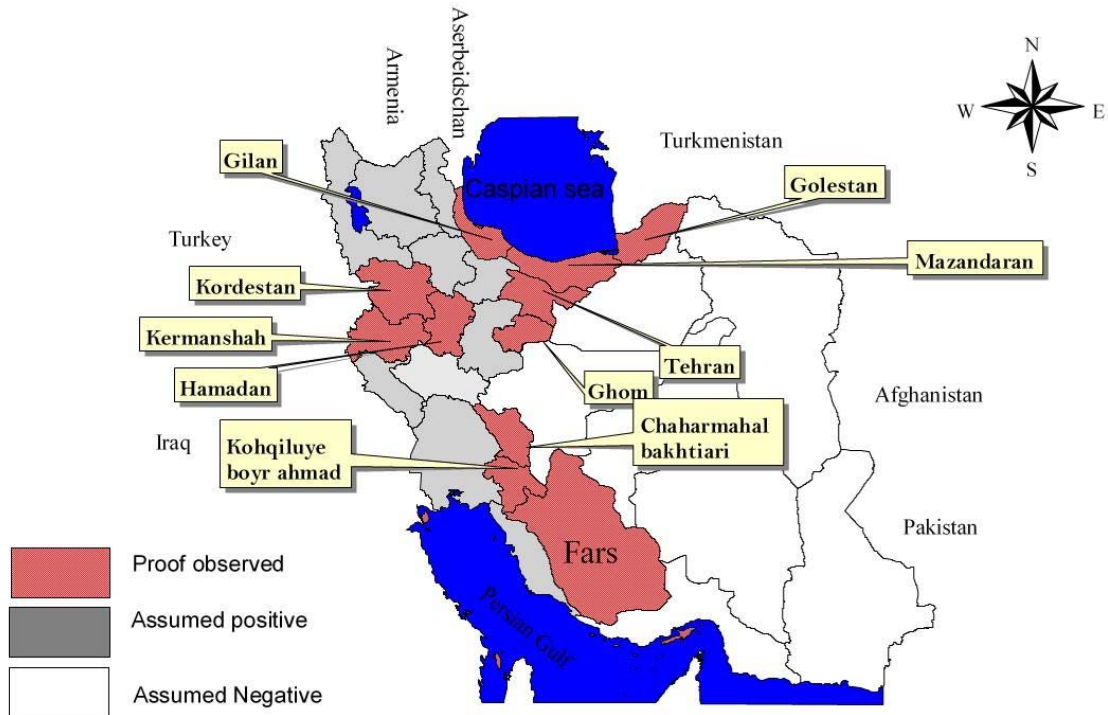 Armenia
Aserbeidschan
N
W
E
S
Turkmenistan
Gilan
Caspian sea
Golestan
Turkey
Mazandaran
Kordestan
Kermanshah
Tehran
Hamadan
Ghom
Afghanistan
Chaharmahal
bakhtiari
Iraq
Kohqiluye
boyr ahmad
Pakistan
Fars
Proof observed
Persian Gulf
Assumed positive
Assumed Negative